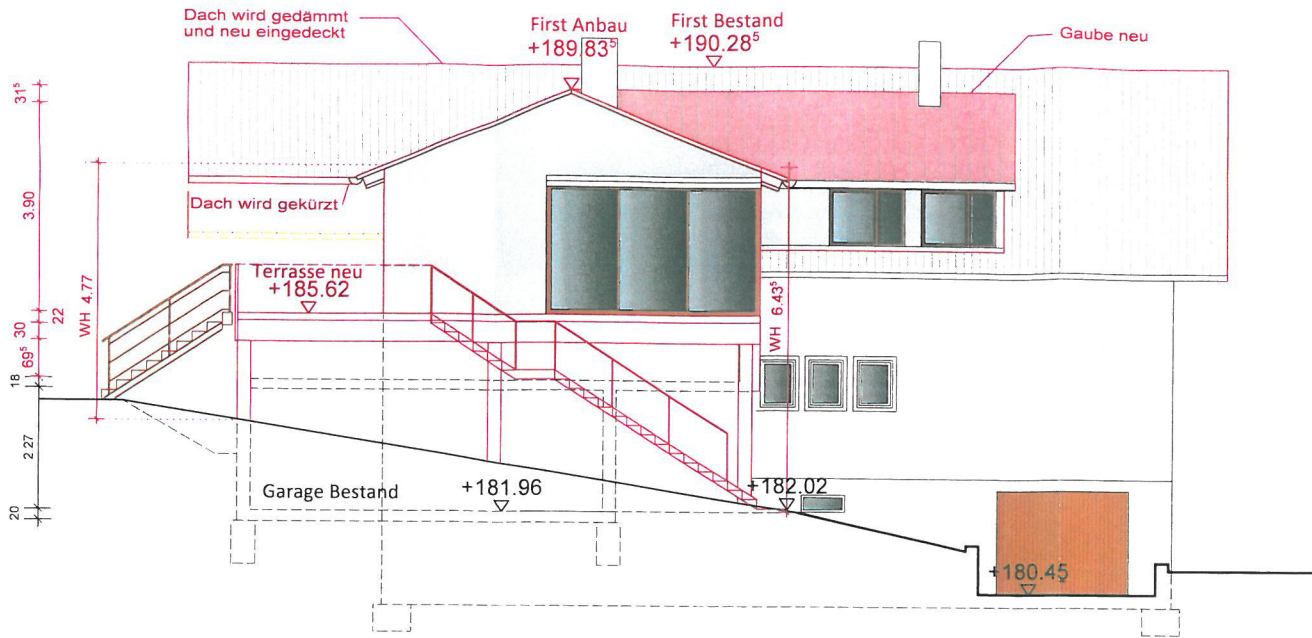 Dach wird gedämmt
und neu eingedeckt
First Anbau
+189.83⁵
First Bestand
+190.28⁵
Gaube neu
31⁵
3.90
WH 4.77
Dach wird gekürzt
Terrasse neu
+185.62
WH 6.43⁵
22
30
69⁵
18
2.27
20
Garage Bestand
+181.96
+182.02
+180.45